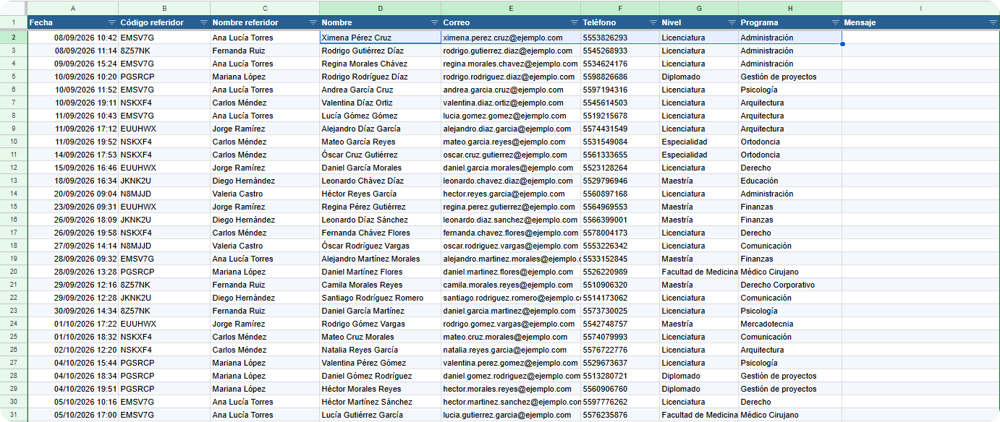 A B C D E F G H I
1 Fecha Código referidor Nombre referidor Nombre Correo Teléfono Nivel Programa Mensaje
2 08/09/2026 10:42 EMSV7G Ana Lucía Torres Ximena Pérez Cruz ximena.perez.cruz@ejemplo.com 5553826293 Licenciatura Administración
3 08/09/2026 11:14 8Z57NK Fernanda Ruiz Rodrigo Gutiérrez Díaz rodrigo.gutierrez.diaz@ejemplo.com 5545268933 Licenciatura Administración
4 09/09/2026 15:24 EMSV7G Ana Lucía Torres Regina Morales Chávez regina.morales.chavez@ejemplo.com 5534624176 Licenciatura Administración
5 10/09/2026 10:20 PGSRCP Mariana López Rodrigo Rodríguez Díaz rodrigo.rodriguez.diaz@ejemplo.com 5598826686 Diplomado Gestión de proyectos
6 10/09/2026 11:52 EMSV7G Ana Lucía Torres Andrea García Cruz andrea.garcia.cruz@ejemplo.com 5597194316 Licenciatura Psicología
7 10/09/2026 19:11 NSKXF4 Carlos Méndez Valentina Díaz Ortiz valentina.diaz.ortiz@ejemplo.com 5545614503 Licenciatura Arquitectura
8 11/09/2026 10:43 EMSV7G Ana Lucía Torres Lucía Gómez Gómez lucia.gomez.gomez@ejemplo.com 5519215678 Licenciatura Arquitectura
9 11/09/2026 17:12 EUUHWX Jorge Ramírez Alejandro Díaz García alejandro.diaz.garcia@ejemplo.com 5574431549 Licenciatura Arquitectura
10 11/09/2026 19:52 NSKXF4 Carlos Méndez Mateo García Reyes mateo.garcia.reyes@ejemplo.com 5531549084 Especialidad Ortodoncia
11 14/09/2026 17:53 NSKXF4 Carlos Méndez Óscar Cruz Gutiérrez oscar.cruz.gutierrez@ejemplo.com 5561333655 Especialidad Ortodoncia
12 15/09/2026 16:46 EUUHWX Jorge Ramírez Daniel García Morales daniel.garcia.morales@ejemplo.com 5523128264 Licenciatura Derecho
13 18/09/2026 16:34 JKNK2U Diego Hernández Leonardo Chávez Díaz leonardo.chavez.diaz@ejemplo.com 5529796946 Maestría Educación
14 20/09/2026 09:04 N8MJJD Valeria Castro Héctor Reyes García hector.reyes.garcia@ejemplo.com 5560897168 Licenciatura Administración
15 23/09/2026 09:31 EUUHWX Jorge Ramírez Regina Pérez Gutiérrez regina.perez.gutierrez@ejemplo.com 5564969553 Maestría Finanzas
16 26/09/2026 18:09 JKNK2U Diego Hernández Leonardo Díaz Sánchez leonardo.diaz.sanchez@ejemplo.com 5566399001 Maestría Finanzas
17 26/09/2026 19:58 NSKXF4 Carlos Méndez Fernanda Chávez Flores fernanda.chavez.flores@ejemplo.com 5578004173 Licenciatura Derecho
18 27/09/2026 14:14 N8MJJD Valeria Castro Óscar Rodríguez Vargas oscar.rodriguez.vargas@ejemplo.com 5553226342 Licenciatura Comunicación
19 28/09/2026 09:32 EMSV7G Ana Lucía Torres Alejandro Martínez Morales alejandro.martinez.morales@ejemplo.c 5533152845 Maestría Finanzas
20 28/09/2026 13:28 PGSRCP Mariana López Daniel Martínez Flores daniel.martinez.flores@ejemplo.com 5526220989 Facultad de Medicina Médico Cirujano
21 29/09/2026 12:16 8Z57NK Fernanda Ruiz Camila Morales Reyes camila.morales.reyes@ejemplo.com 5510906320 Maestría Derecho Corporativo
22 29/09/2026 12:28 JKNK2U Diego Hernández Santiago Rodríguez Romero santiago.rodriguez.romero@ejemplo.c 5514173062 Licenciatura Comunicación
23 30/09/2026 14:34 8Z57NK Fernanda Ruiz Daniel García Martínez daniel.garcia.martinez@ejemplo.com 5573730025 Licenciatura Psicología
24 01/10/2026 17:22 EUUHWX Jorge Ramírez Rodrigo Gómez Vargas rodrigo.gomez.vargas@ejemplo.com 5542748757 Maestría Mercadotecnia
25 01/10/2026 18:32 NSKXF4 Carlos Méndez Mateo Cruz Morales mateo.cruz.morales@ejemplo.com 5574079993 Licenciatura Comunicación
26 02/10/2026 12:20 NSKXF4 Carlos Méndez Natalia Reyes García natalia.reyes.garcia@ejemplo.com 5576722776 Licenciatura Arquitectura
27 04/10/2026 15:44 PGSRCP Mariana López Valentina Pérez Gómez valentina.perez.gomez@ejemplo.com 5529673637 Licenciatura Psicología
28 04/10/2026 18:34 PGSRCP Mariana López Daniel Gómez Rodríguez daniel.gomez.rodriguez@ejemplo.com 5513280721 Diplomado Gestión de proyectos
29 04/10/2026 19:51 PGSRCP Mariana López Héctor Morales Reyes hector.morales.reyes@ejemplo.com 5560906760 Diplomado Gestión de proyectos
30 05/10/2026 10:16 EMSV7G Ana Lucía Torres Héctor Martínez Sánchez hector.martinez.sanchez@ejemplo.com 5597776262 Licenciatura Derecho
31 05/10/2026 17:00 EMSV7G Ana Lucía Torres Lucía Gutiérrez García lucia.gutierrez.garcia@ejemplo.com 5576235876 Facultad de Medicina Médico Cirujano